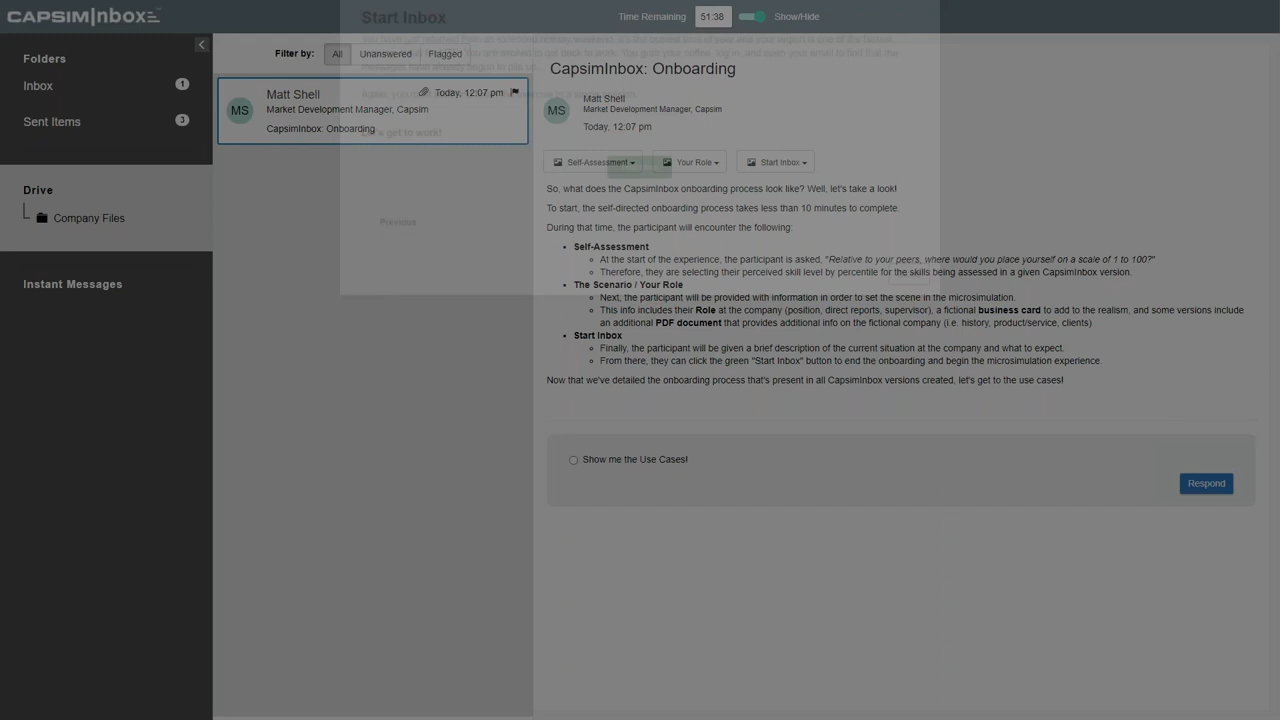 CAPSIMInbox
Start Inbox
Time Remaining 51:38 Show/Hide
Folders
Inbox 1
Sent Items 3
Drive
Company Files
Instant Messages
Filter by: All Unanswered Flagged
MS Matt Shell Today, 12:07 pm
Market Development Manager, Capsim
CapsimInbox: Onboarding
Let's get to work!
Previous
CapsimInbox: Onboarding
MS Matt Shell
Market Development Manager, Capsim
Today, 12:07 pm
Self-Assessment Your Role Start Inbox
So, what does the CapsimInbox onboarding process look like? Well, let's take a look!
To start, the self-directed onboarding process takes less than 10 minutes to complete.
During that time, the participant will encounter the following:
Self-Assessment
At the start of the experience, the participant is asked, "Relative to your peers, where would you place yourself on a scale of 1 to 100?"
Therefore, they are selecting their perceived skill level by percentile for the skills being assessed in a given CapsimInbox version.
The Scenario / Your Role
Next, the participant will be provided with information in order to set the scene in the microsimulation.
This info includes their Role at the company (position, direct reports, supervisor), a fictional business card to add to the realism, and some versions include
an additional PDF document that provides additional info on the fictional company (i.e. history, product/service, clients)
Start Inbox
Finally, the participant will be given a brief description of the current situation at the company and what to expect.
From there, they can click the green "Start Inbox" button to end the onboarding and begin the microsimulation experience.
Now that we've detailed the onboarding process that's present in all CapsimInbox versions created, let's get to the use cases!
Show me the Use Cases!
Respond